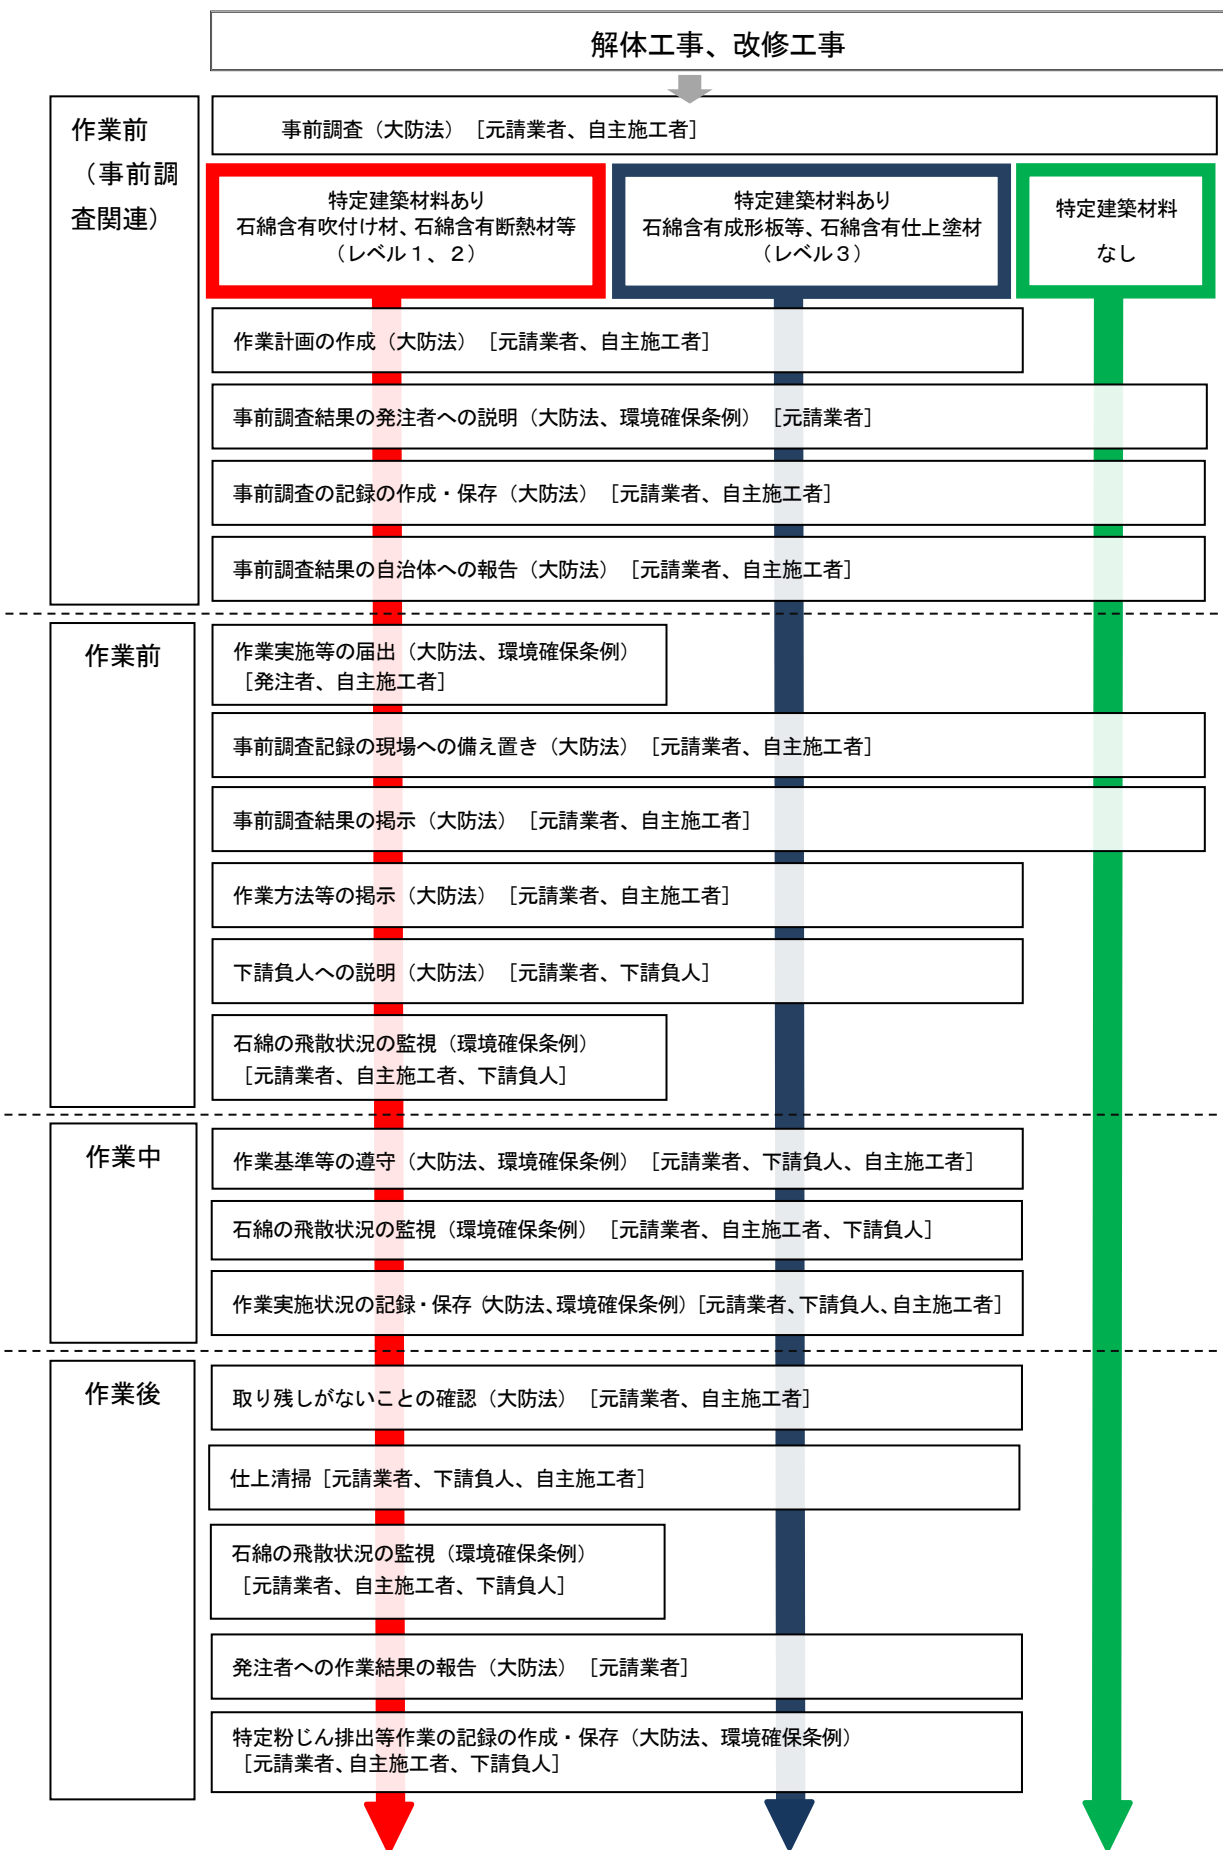 解体工事、改修工事
作業前
（事前調
査関連）
事前調査（大防法）［元請業者、自主施工者］
特定建築材料あり
石綿含有吹付け材、石綿含有断熱材等
（レベル１、２）
特定建築材料あり
石綿含有成形板等、石綿含有仕上塗材
（レベル３）
特定建築材料
なし
作業計画の作成（大防法）［元請業者、自主施工者］
事前調査結果の発注者への説明（大防法、環境確保条例）［元請業者］
事前調査の記録の作成・保存（大防法）［元請業者、自主施工者］
事前調査結果の自治体への報告（大防法）［元請業者、自主施工者］
作業前
作業実施等の届出（大防法、環境確保条例）
［発注者、自主施工者］
事前調査記録の現場への備え置き（大防法）［元請業者、自主施工者］
事前調査結果の掲示（大防法）［元請業者、自主施工者］
作業方法等の掲示（大防法）［元請業者、自主施工者］
下請負人への説明（大防法）［元請業者、下請負人］
石綿の飛散状況の監視（環境確保条例）
［元請業者、自主施工者、下請負人］
作業中
作業基準等の遵守（大防法、環境確保条例）［元請業者、下請負人、自主施工者］
石綿の飛散状況の監視（環境確保条例）［元請業者、自主施工者、下請負人］
作業実施状況の記録・保存（大防法、環境確保条例）［元請業者、下請負人、自主施工者］
作業後
取り残しがないことの確認（大防法）［元請業者、自主施工者］
仕上清掃［元請業者、下請負人、自主施工者］
石綿の飛散状況の監視（環境確保条例）
［元請業者、自主施工者、下請負人］
発注者への作業結果の報告（大防法）［元請業者］
特定粉じん排出等作業の記録の作成・保存（大防法、環境確保条例）
［元請業者、自主施工者、下請負人］